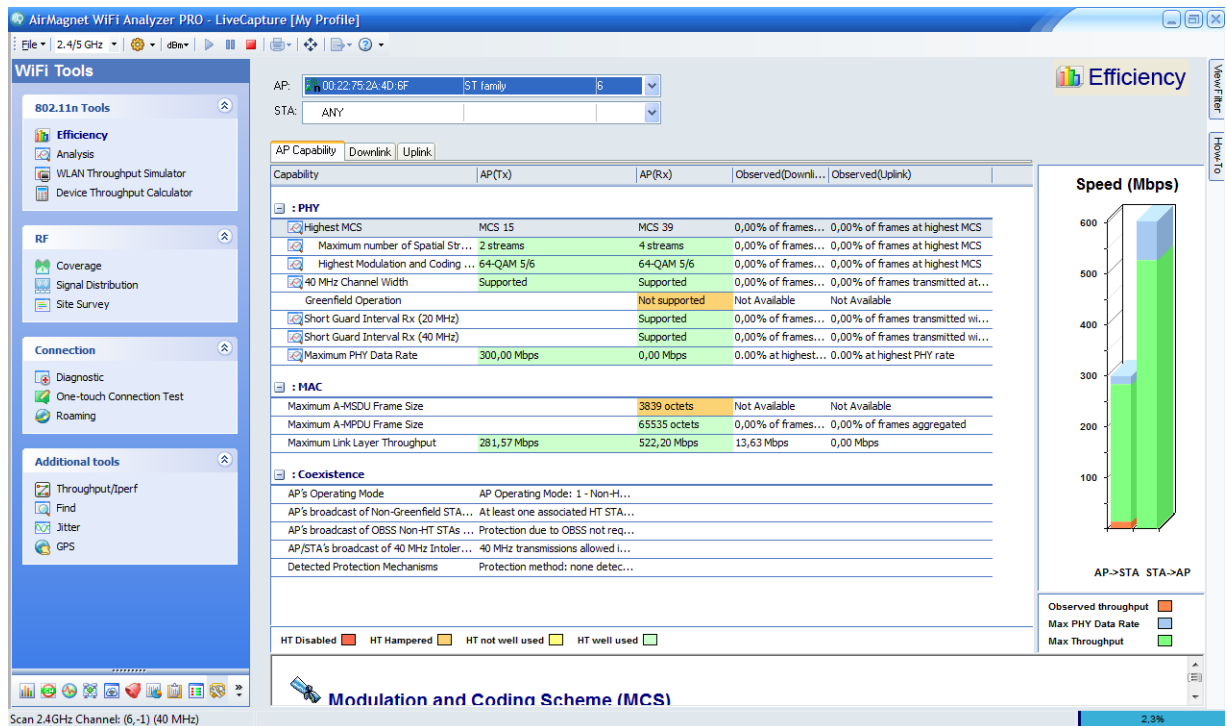 AirMagnet WiFi Analyzer PRO - LiveCapture [My Profile]
File 2.4/5 GHz dBm
WiFi Tools
802.11n Tools
Efficiency
Analysis
WLAN Throughput Simulator
Device Throughput Calculator
RF
Coverage
Signal Distribution
Site Survey
Connection
Diagnostic
One-touch Connection Test
Roaming
Additional tools
Throughput/Iperf
Find
Jitter
GPS
AP: 00:22:75:2A:4D:6F ST family 6
STA: ANY
Efficiency
View Filter
How-To
AP Capability Downlink Uplink
Capability AP(Tx) AP(Rx) Observed(Downli... Observed(Uplink)
: PHY
Highest MCS MCS 15 MCS 39 0,00% of frames... 0,00% of frames at highest MCS
Maximum number of Spatial Str... 2 streams 4 streams 0,00% of frames... 0,00% of frames at highest MCS
Highest Modulation and Coding ... 64-QAM 5/6 64-QAM 5/6 0,00% of frames... 0,00% of frames at highest MCS
40 MHz Channel Width Supported Supported 0,00% of frames... 0,00% of frames transmitted at...
Greenfield Operation Not supported Not Available Not Available
Short Guard Interval Rx (20 MHz) Supported 0,00% of frames... 0,00% of frames transmitted wi...
Short Guard Interval Rx (40 MHz) Supported 0,00% of frames... 0,00% of frames transmitted wi...
Maximum PHY Data Rate 300,00 Mbps 0,00 Mbps 0.00% at highest... 0.00% at highest PHY rate
: MAC
Maximum A-MSDU Frame Size 3839 octets Not Available Not Available
Maximum A-MPDU Frame Size 65535 octets 0,00% of frames... 0,00% of frames aggregated
Maximum Link Layer Throughput 281,57 Mbps 522,20 Mbps 13,63 Mbps 0,00 Mbps
: Coexistence
AP's Operating Mode AP Operating Mode: 1 - Non-H...
AP's broadcast of Non-Greenfield STA... At least one associated HT STA...
AP's broadcast of OBSS Non-HT STAs ... Protection due to OBSS not req...
AP/STA's broadcast of 40 MHz Intoler... 40 MHz transmissions allowed i...
Detected Protection Mechanisms Protection method: none detec...
HT Disabled HT Hampered HT not well used HT well used
Speed (Mbps)
600
500
400
300
200
100
AP->STA STA->AP
Observed throughput
Max PHY Data Rate
Max Throughput
Modulation and Coding Scheme (MCS)
Scan 2.4GHz Channel: (6,-1) (40 MHz) 2,3%